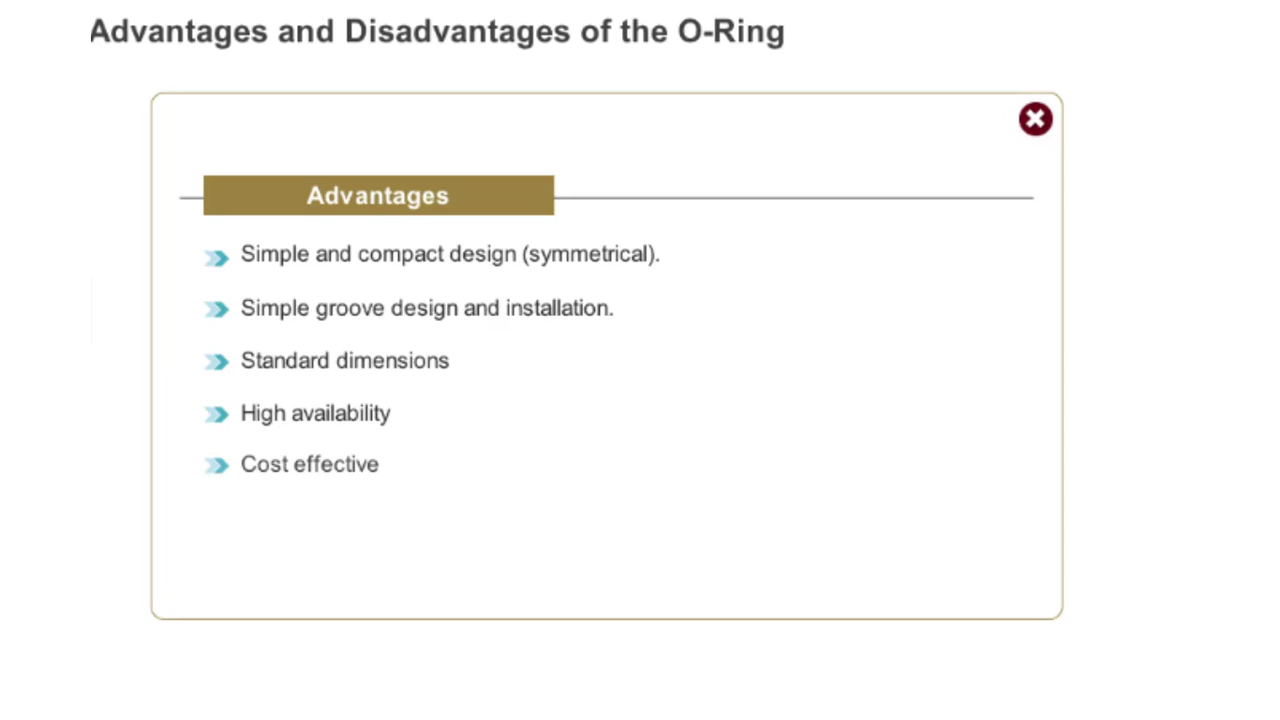 Advantages and Disadvantages of the O-Ring
Advantages
Simple and compact design (symmetrical).
Simple groove design and installation.
Standard dimensions
High availability
Cost effective